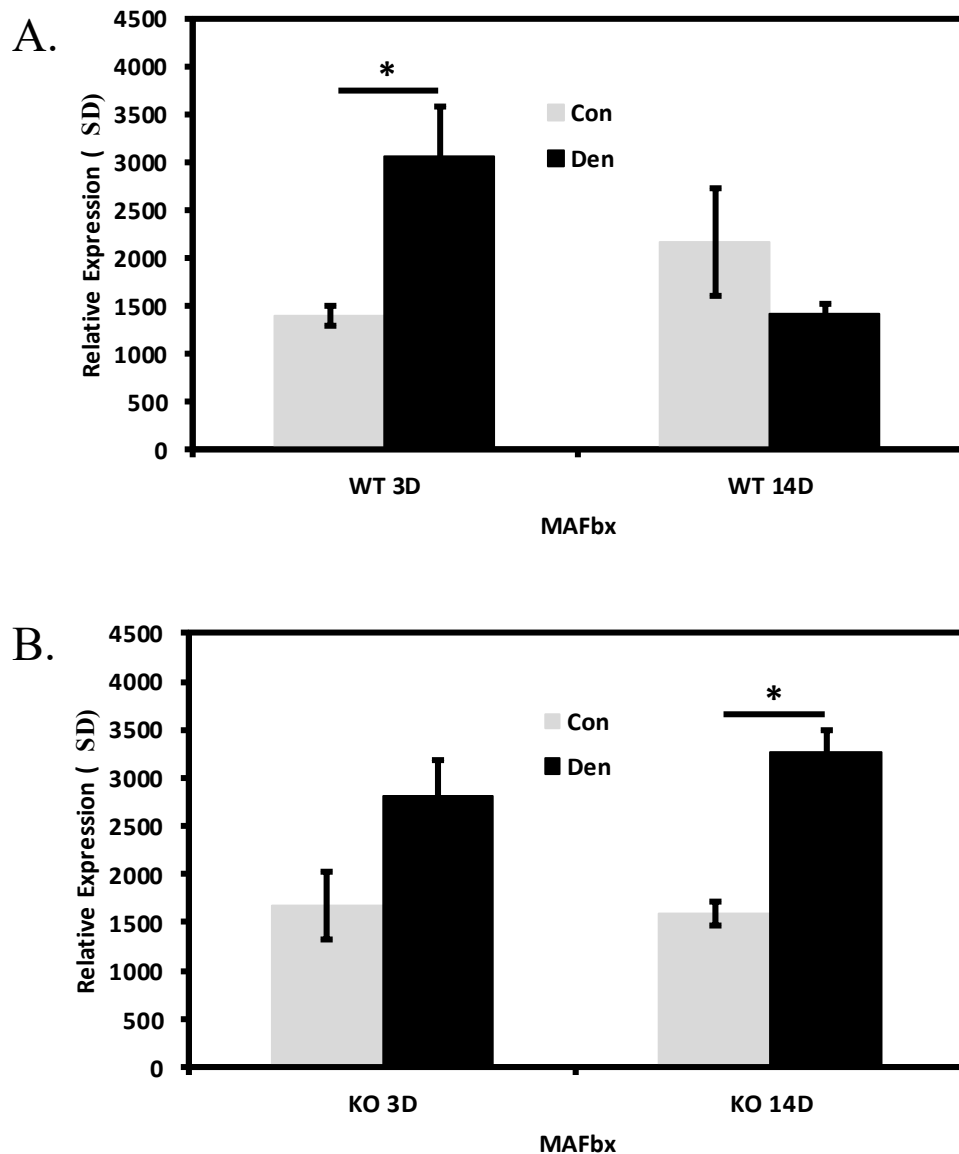 A.
Relative Expression ( SD)
4500
4000
3500
3000
2500
2000
1500
1000
500
0
*
Con
Den
WT 3D
WT 14D
MAFbx
B.
Relative Expression ( SD)
4500
4000
3500
3000
2500
2000
1500
1000
500
0
*
Con
Den
KO 3D
KO 14D
MAFbx